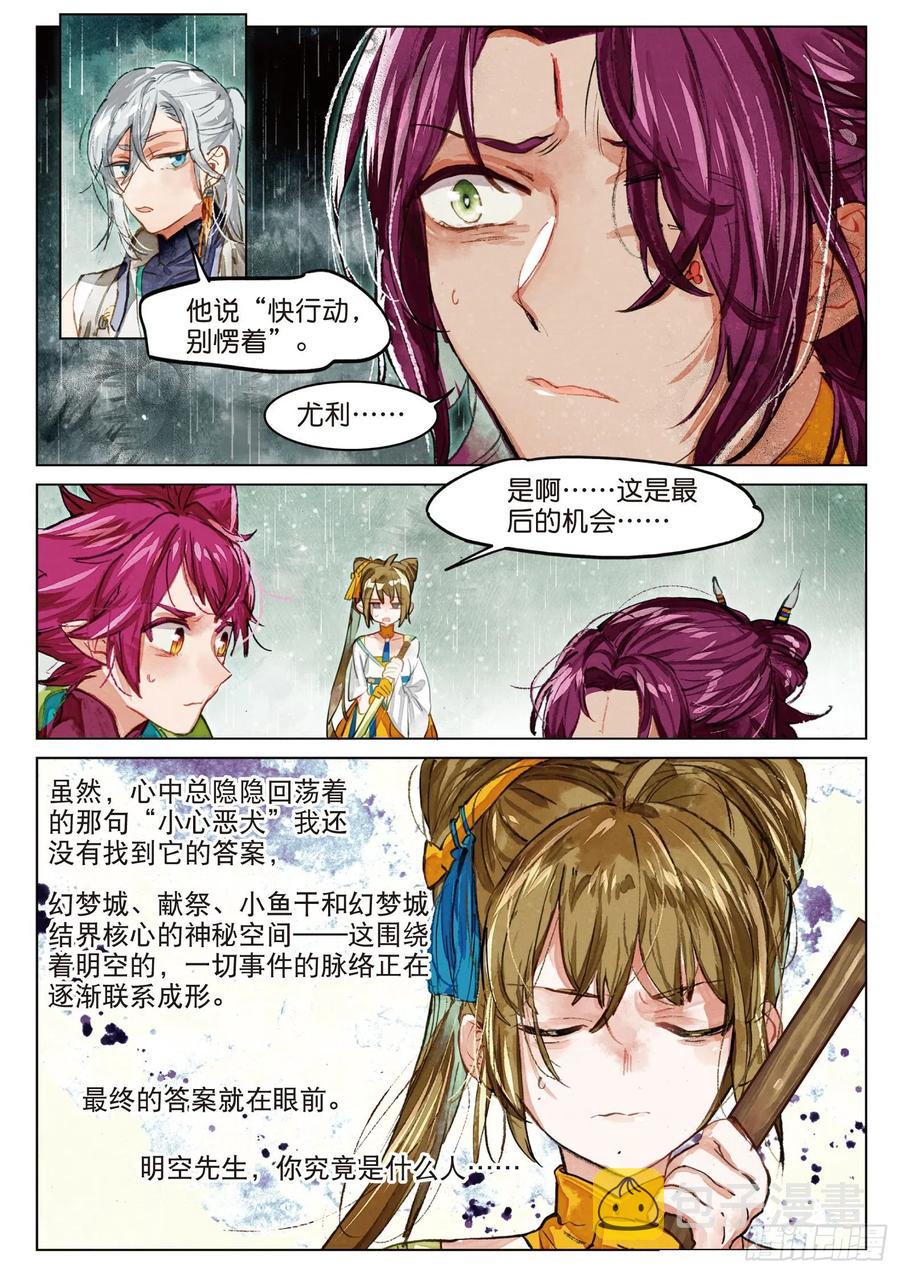 他说“快行动，
别愣着”。
尤利……
是啊……这是最
后的机会……
虽然，心中总隐隐回荡着
的那句“小心恶犬”我还
没有找到它的答案，
幻梦城、献祭、小鱼干和幻梦城
结界核心的神秘空间——这围绕
着明空的，一切事件的脉络正在
逐渐联系成形。
最终的答案就在眼前。
明空先生，你究竟是什么人……
包子漫畫
腾讯动漫